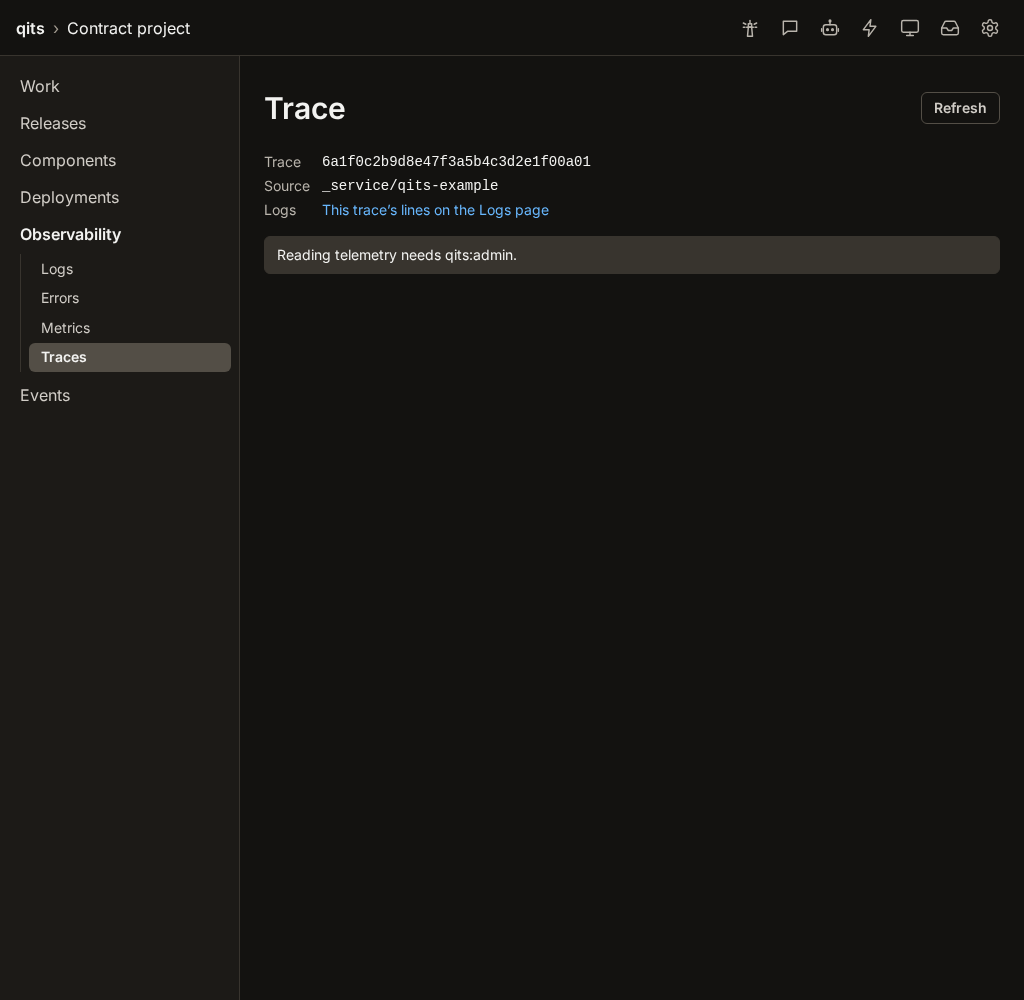 qits › Contract project
Work
Releases
Components
Deployments
Observability
Logs
Errors
Metrics
Traces
Events
Trace
Refresh
Trace 6a1f0c2b9d8e47f3a5b4c3d2e1f00a01
Source _service/qits-example
Logs This trace’s lines on the Logs page
Reading telemetry needs qits:admin.